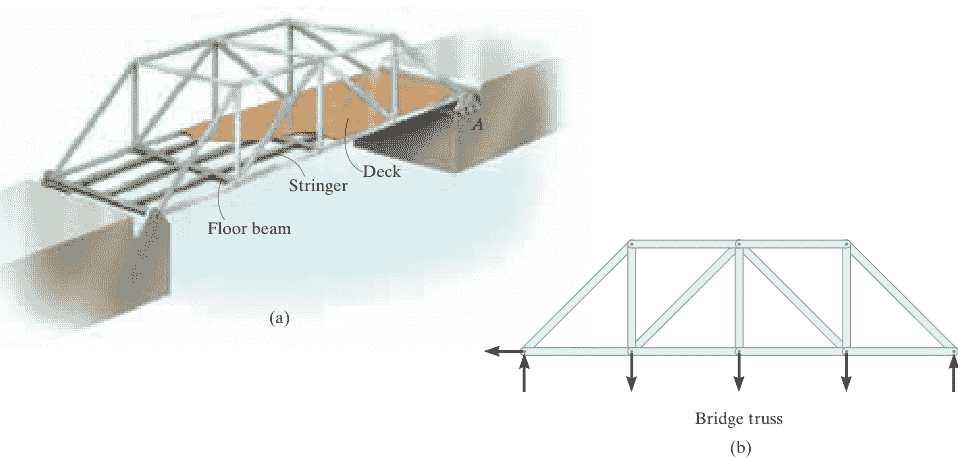 A
Deck
Stringer
Floor beam
(a)
Bridge truss
(b)